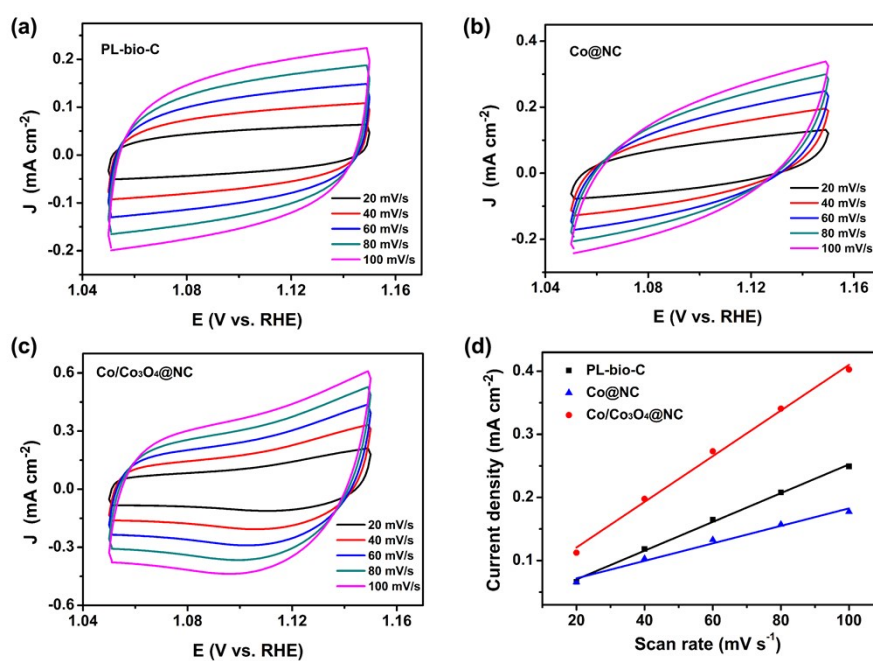 (a)
PL-bio-C
0.2
0.1
0.0
-0.1
-0.2
J (mA cm⁻²)
20 mV/s
40 mV/s
60 mV/s
80 mV/s
100 mV/s
1.04 1.08 1.12 1.16
E (V vs. RHE)
(b)
Co@NC
0.4
0.2
0.0
-0.2
J (mA cm⁻²)
20 mV/s
40 mV/s
60 mV/s
80 mV/s
100 mV/s
1.04 1.08 1.12 1.16
E (V vs. RHE)
(c)
Co/Co₃O₄@NC
0.6
0.3
0.0
-0.3
-0.6
J (mA cm⁻²)
20 mV/s
40 mV/s
60 mV/s
80 mV/s
100 mV/s
1.04 1.08 1.12 1.16
E (V vs. RHE)
(d)
PL-bio-C
Co@NC
Co/Co₃O₄@NC
0.4
0.3
0.2
0.1
Current density (mA cm⁻²)
20 40 60 80 100
Scan rate (mV s⁻¹)